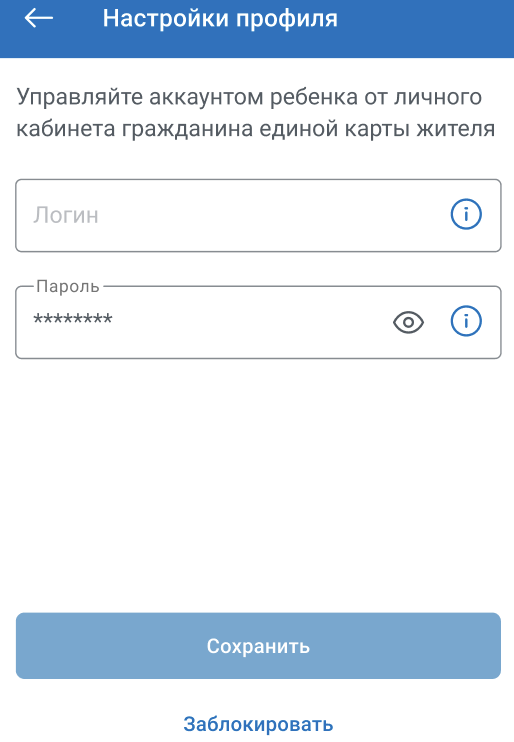 Настройки профиля
Управляйте аккаунтом ребенка от личного
кабинета гражданина единой карты жителя
Логин
Пароль
********
Сохранить
Заблокировать